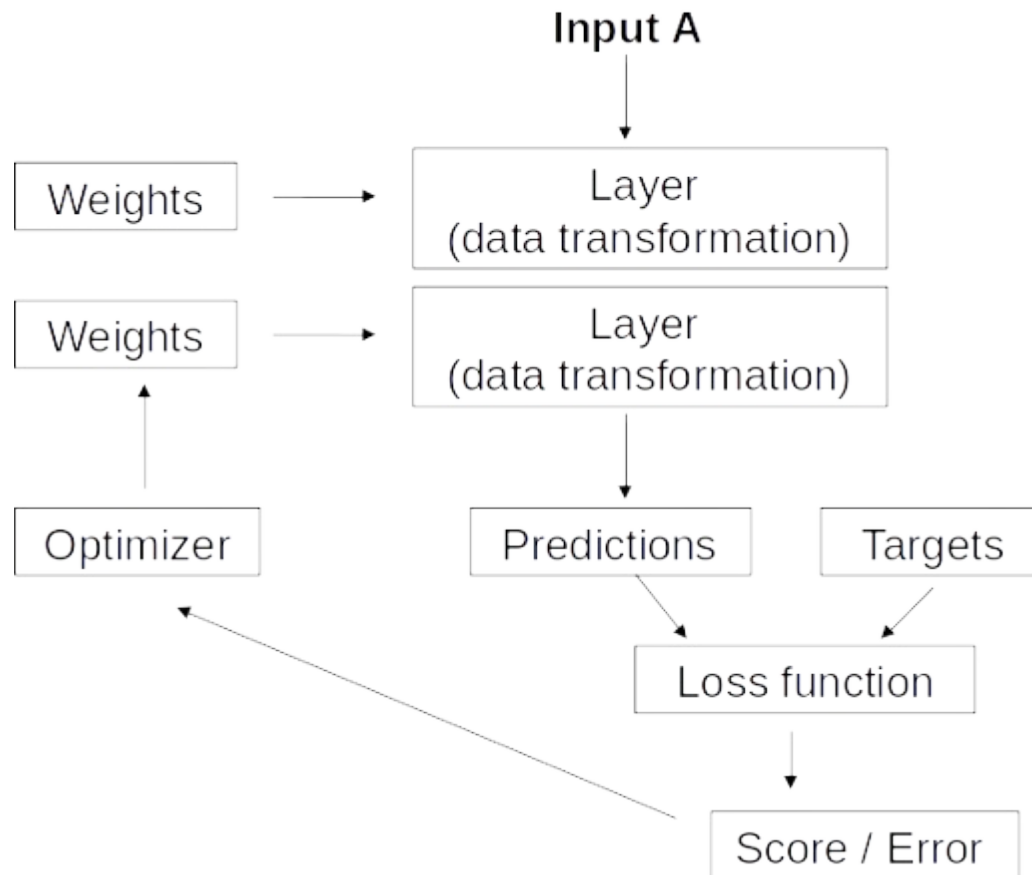 Input A
Weights
Layer
(data transformation)
Weights
Layer
(data transformation)
Optimizer
Predictions
Targets
Loss function
Score / Error